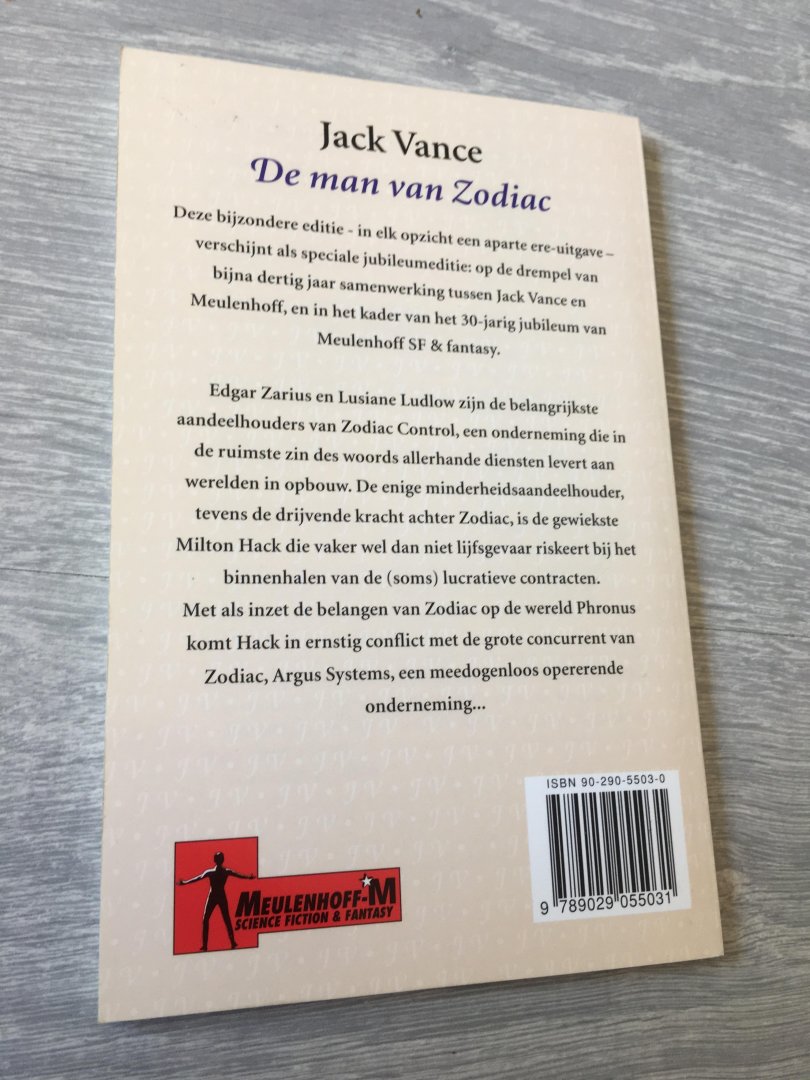 Jack Vance
De man van Zodiac
Deze bijzondere editie - in elk opzicht een aparte ere-uitgave –
verschijnt als speciale jubileumeditie: op de drempel van
bijna dertig jaar samenwerking tussen Jack Vance en
Meulenhoff, en in het kader van het 30-jarig jubileum van
Meulenhoff SF & fantasy.
Edgar Zarius en Lusiane Ludlow zijn de belangrijkste
aandeelhouders van Zodiac Control, een onderneming die in
de ruimste zin des woords allerhande diensten levert aan
werelden in opbouw. De enige minderheidsaandeelhouder,
tevens de drijvende kracht achter Zodiac, is de gewiekste
Milton Hack die vaker wel dan niet lijfsgevaar riskeert bij het
binnenhalen van de (soms) lucratieve contracten.
Met als inzet de belangen van Zodiac op de wereld Phronus
komt Hack in ernstig conflict met de grote concurrent van
Zodiac, Argus Systems, een meedogenloos opererende
onderneming...
ISBN 90-290-5503-0
9 789029 055031
MEULENHOFF-M
SCIENCE FICTION & FANTASY